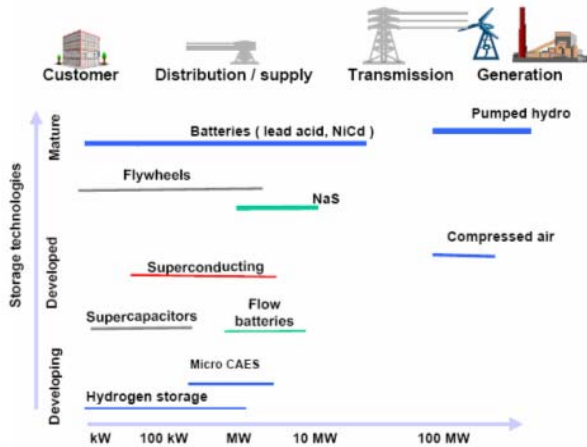 Customer
Distribution / supply
Transmission
Generation
Storage technologies
Mature
Developed
Developing
Pumped hydro
Batteries ( lead acid, NiCd )
Flywheels
NaS
Compressed air
Superconducting
Supercapacitors
Flow
batteries
Micro CAES
Hydrogen storage
kW
100 kW
MW
10 MW
100 MW